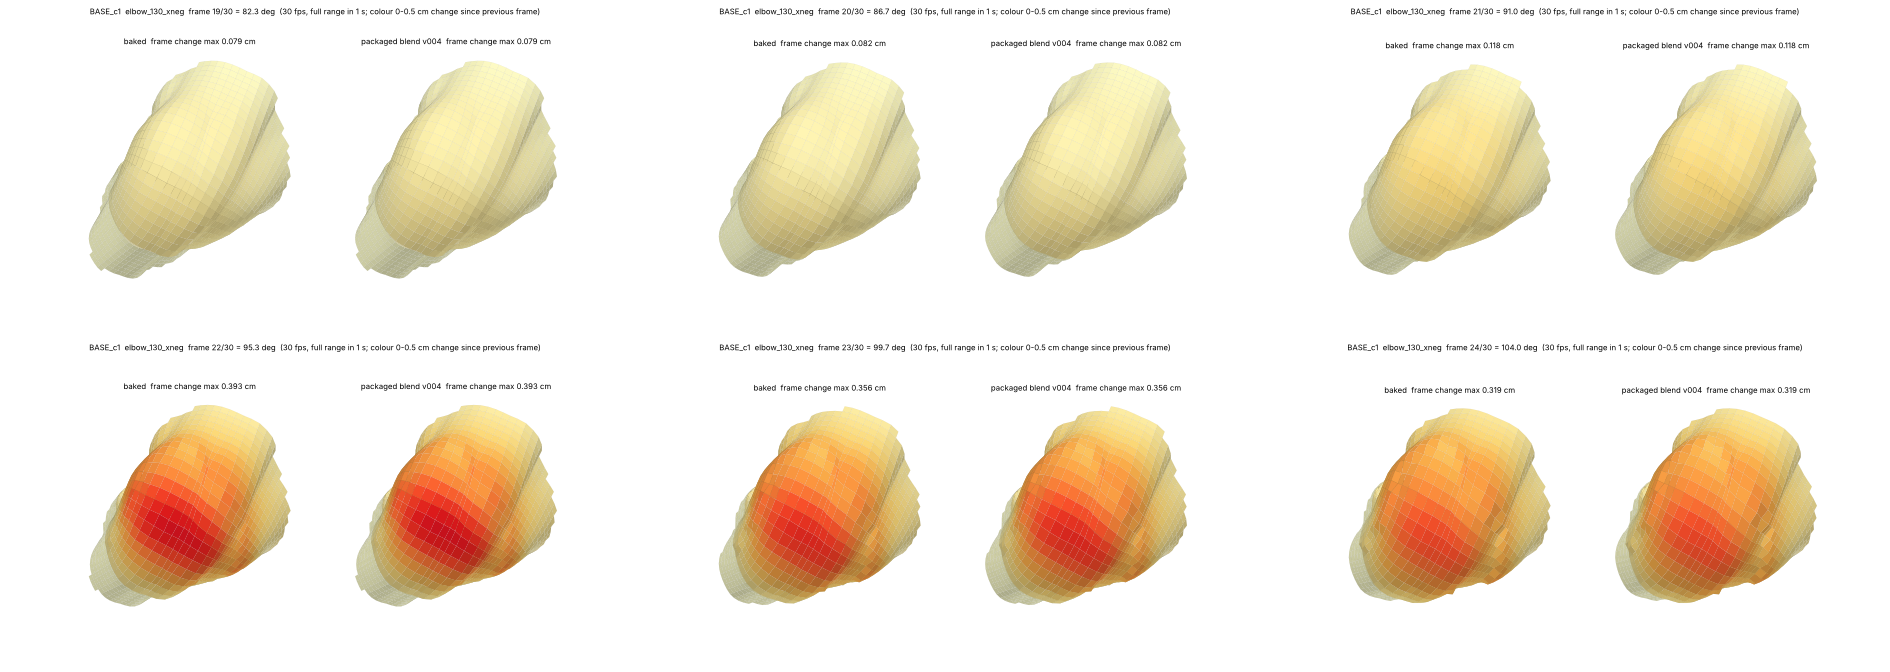 BASE_c1 elbow_130_xneg frame 19/30 = 82.3 deg (30 fps, full range in 1 s; colour 0-0.5 cm change since previous frame)
baked frame change max 0.079 cm
packaged blend v004 frame change max 0.079 cm
BASE_c1 elbow_130_xneg frame 20/30 = 86.7 deg (30 fps, full range in 1 s; colour 0-0.5 cm change since previous frame)
baked frame change max 0.082 cm
packaged blend v004 frame change max 0.082 cm
BASE_c1 elbow_130_xneg frame 21/30 = 91.0 deg (30 fps, full range in 1 s; colour 0-0.5 cm change since previous frame)
baked frame change max 0.118 cm
packaged blend v004 frame change max 0.118 cm
BASE_c1 elbow_130_xneg frame 22/30 = 95.3 deg (30 fps, full range in 1 s; colour 0-0.5 cm change since previous frame)
baked frame change max 0.393 cm
packaged blend v004 frame change max 0.393 cm
BASE_c1 elbow_130_xneg frame 23/30 = 99.7 deg (30 fps, full range in 1 s; colour 0-0.5 cm change since previous frame)
baked frame change max 0.356 cm
packaged blend v004 frame change max 0.356 cm
BASE_c1 elbow_130_xneg frame 24/30 = 104.0 deg (30 fps, full range in 1 s; colour 0-0.5 cm change since previous frame)
baked frame change max 0.319 cm
packaged blend v004 frame change max 0.319 cm